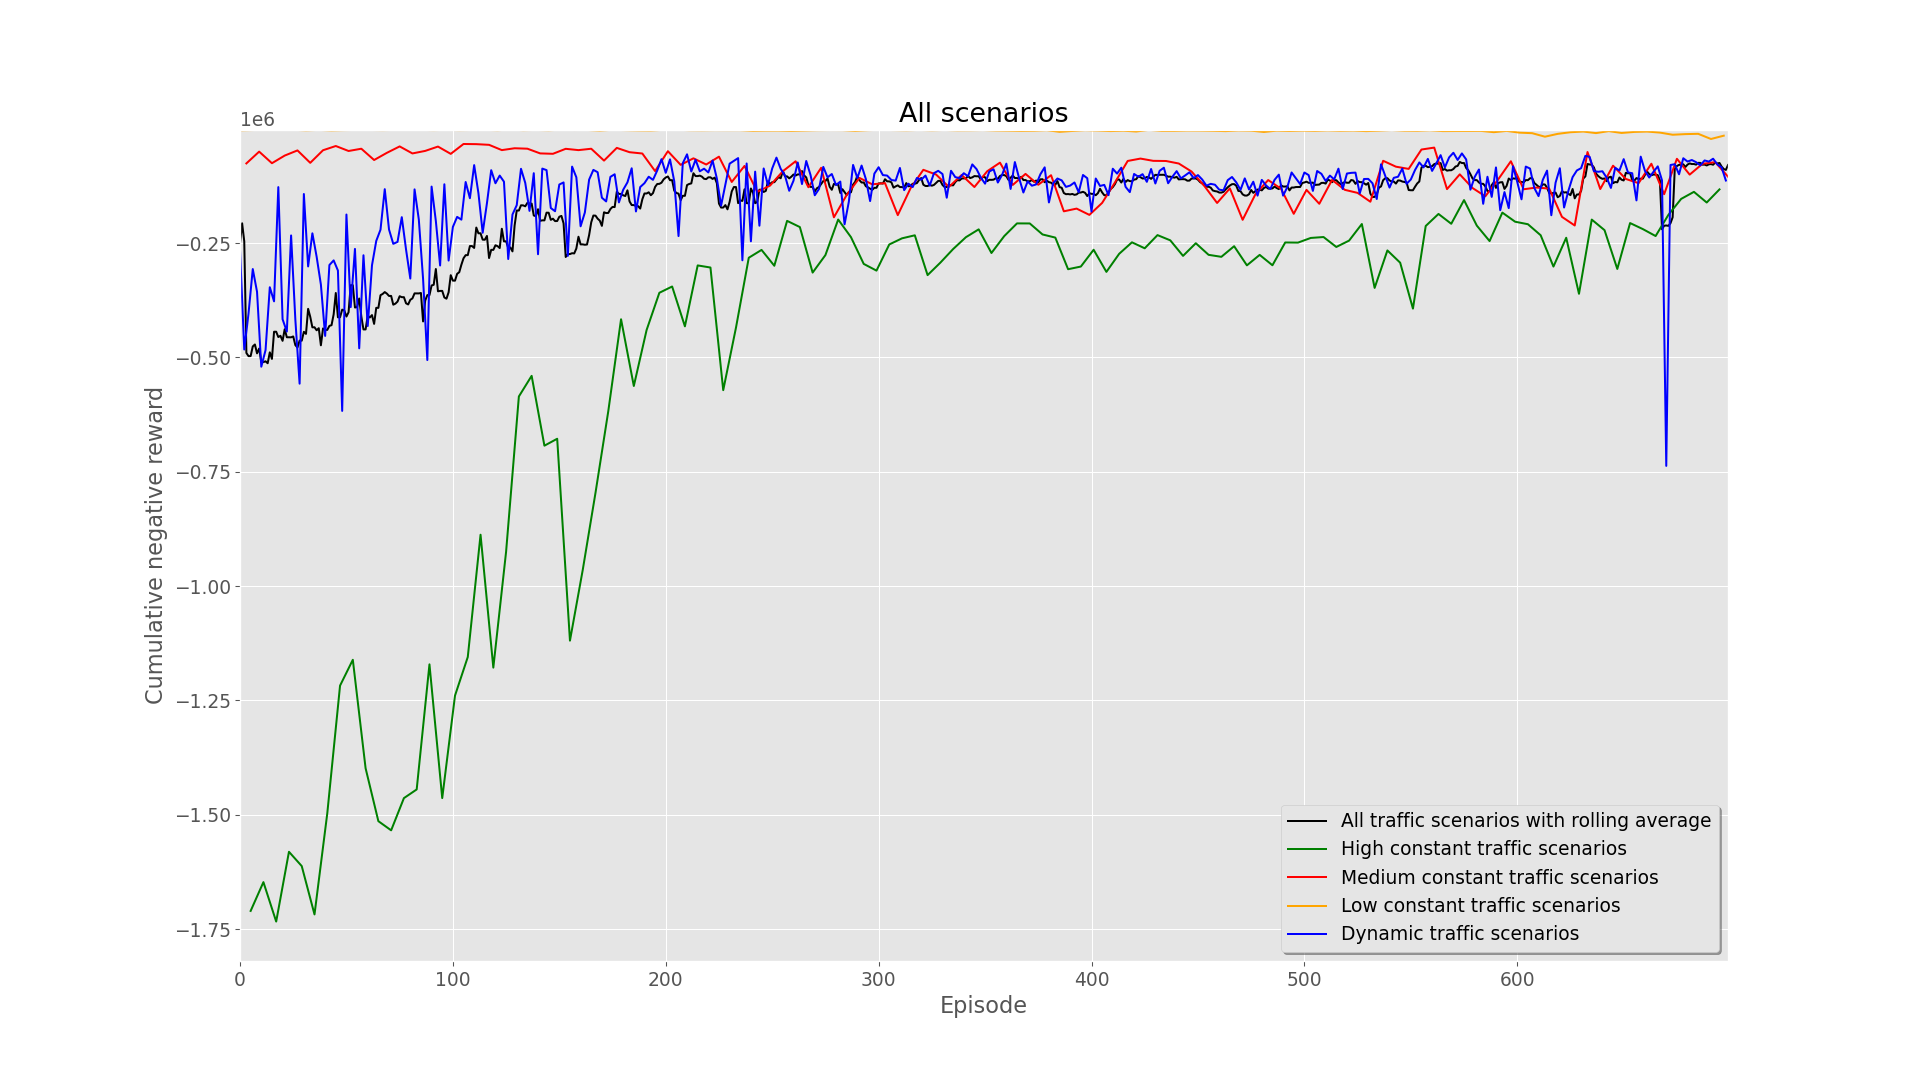 All scenarios
1e6
−0.25
−0.50
−0.75
−1.00
−1.25
−1.50
−1.75
Cumulative negative reward
0 100 200 300 400 500 600
Episode
All traffic scenarios with rolling average
High constant traffic scenarios
Medium constant traffic scenarios
Low constant traffic scenarios
Dynamic traffic scenarios